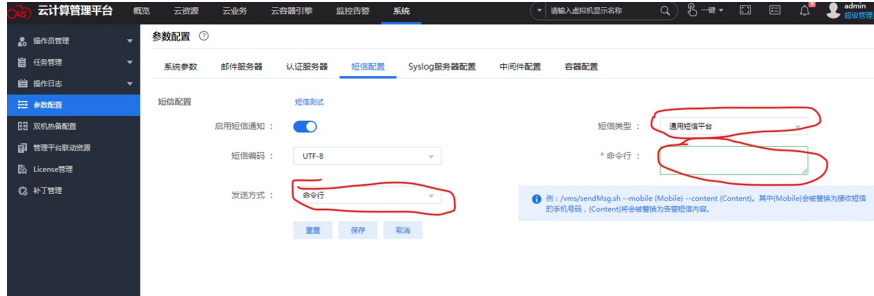 云计算管理平台 概览 云资源 云业务 云容器引擎 监控告警 系统 请输入虚拟机显示名称 一键 admin
超级管理
操作员管理
任务管理
操作日志
参数配置
双机热备配置
管理平台联动资源
License管理
补丁管理
参数配置
系统参数 邮件服务器 认证服务器 短信配置 Syslog服务器配置 中间件配置 容器配置
短信配置 短信测试
启用短信通知 : 短信类型 : 通用短信平台
短信编码 : UTF-8 * 命令行 :
发送方式 : 命令行
例 : /vms/sendMsg.sh --mobile (Mobile) --content (Content)。其中(Mobile)会被替换为接收短信
的手机号码 , (Content)将会被替换为告警短信内容。
重置 保存 取消